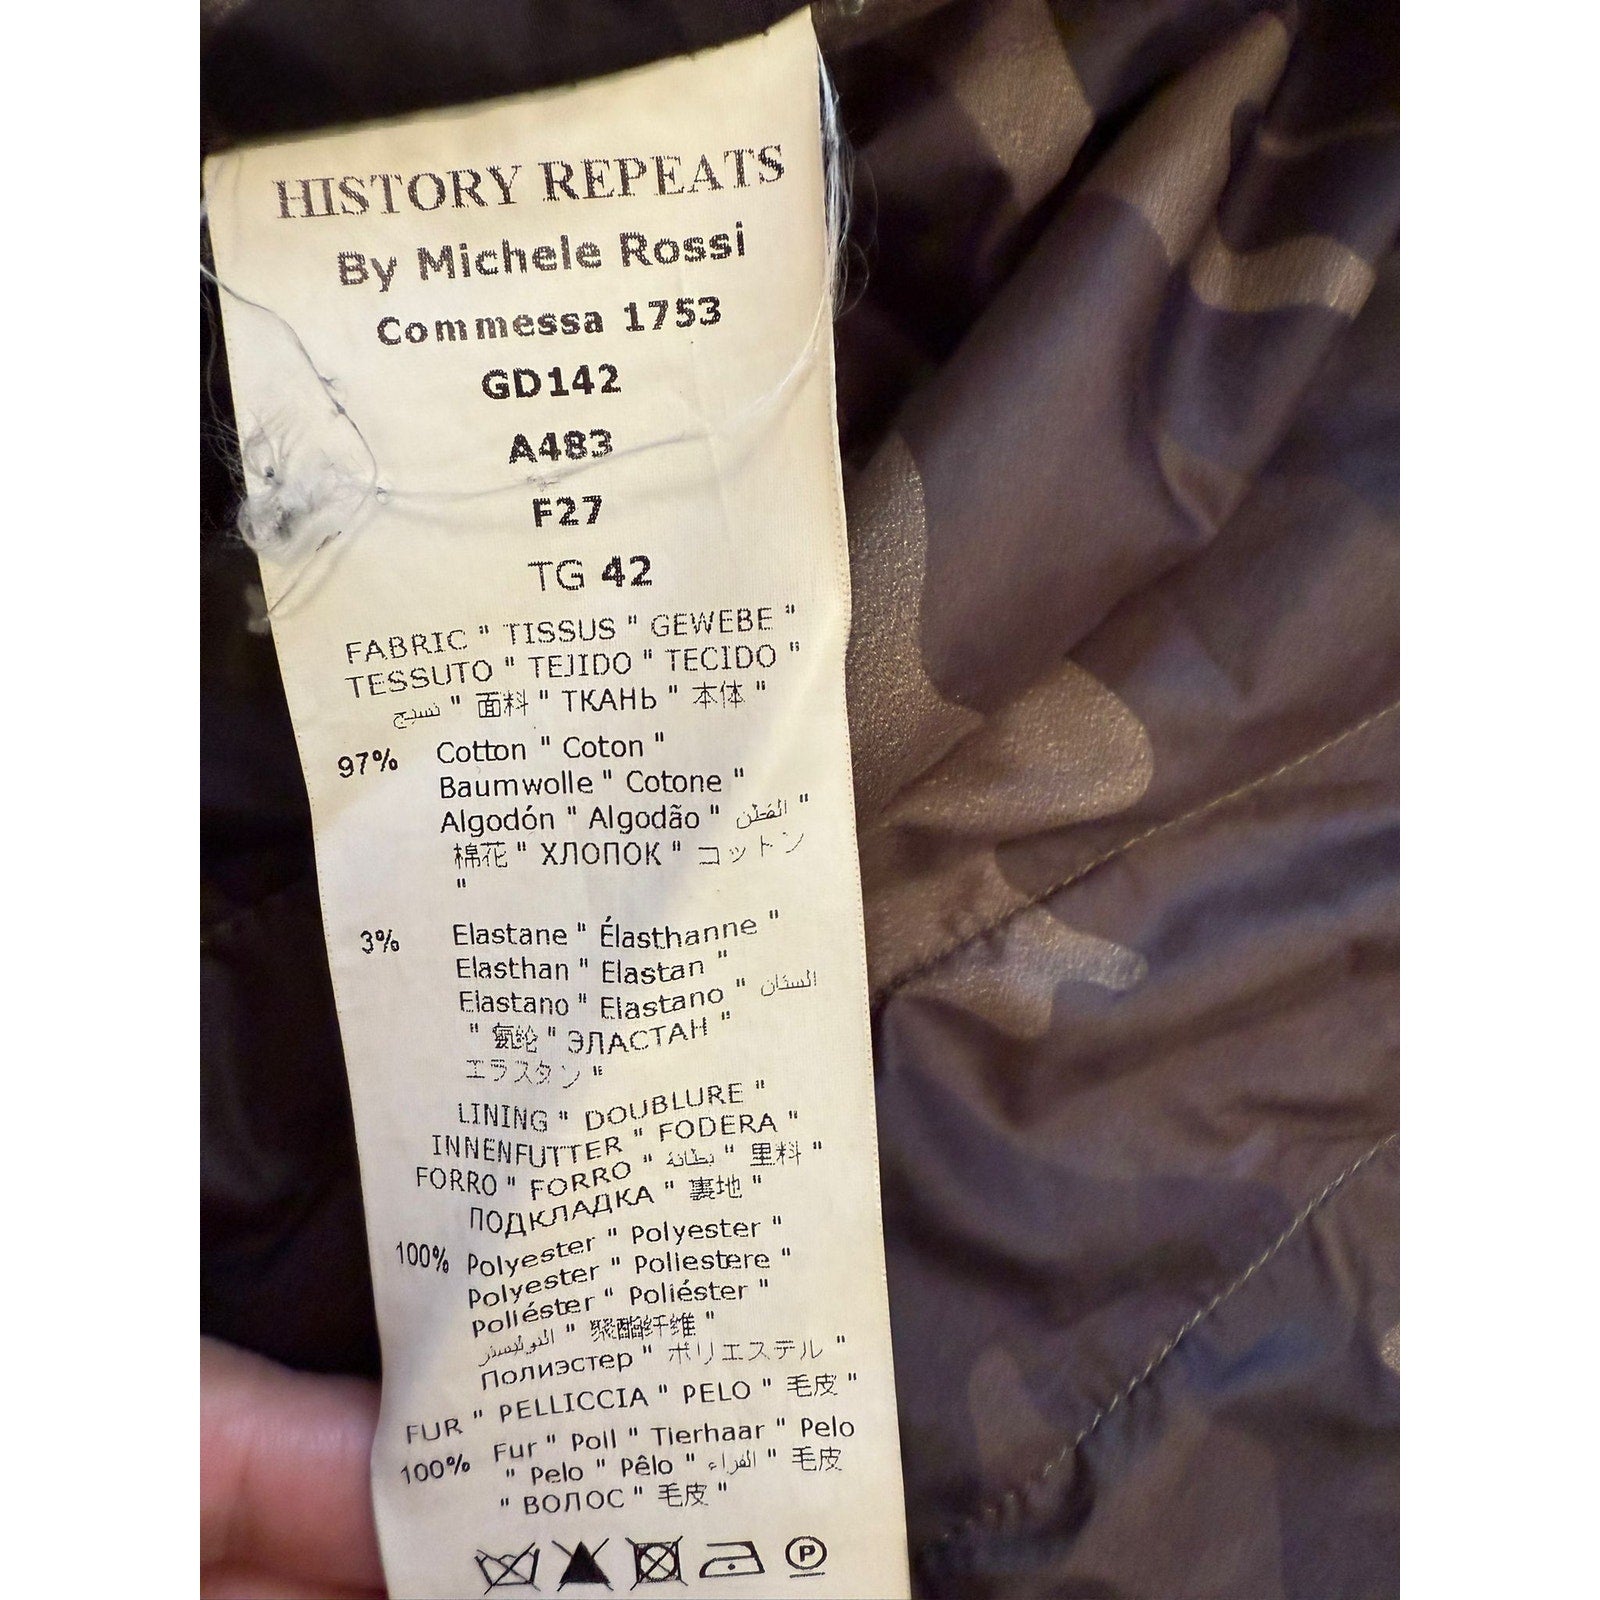 HISTORY REPEATS
By Michele Rossi
Commessa 1753
GD142
A483
F27
TG 42
FABRIC " TISSUS " GEWEBE "
TESSUTO " TEJIDO " TECIDO "
نسيج " 面料 " ТКАНЬ " 本体 "
97% Cotton " Coton "
Baumwolle " Cotone "
Algodón " Algodão " القطن "
棉花 " ХЛОПОК " コットン
"
3% Elastane " Élasthanne "
Elasthan " Elastan "
Elastano " Elastano "
" 氨纶 " ЭЛАСТАН "
エラスタン "
LINING " DOUBLURE "
INNENFUTTER " FODERA "
FORRO " FORRO " بطانة " 里料 "
ПОДКЛАДКА " 裏地 "
100% Polyester " Polyester "
Polyester " Poliestere "
Poliéster " Poliéster "
" 聚酯纤维 "
Полиэстер " ポリエステル "
FUR " PELLICCIA " PELO " 毛皮 "
100% Fur " Poil " Tierhaar " Pelo
" Pelo " Pêlo " الفراء " 毛皮
" ВОЛОС " 毛皮 "
P